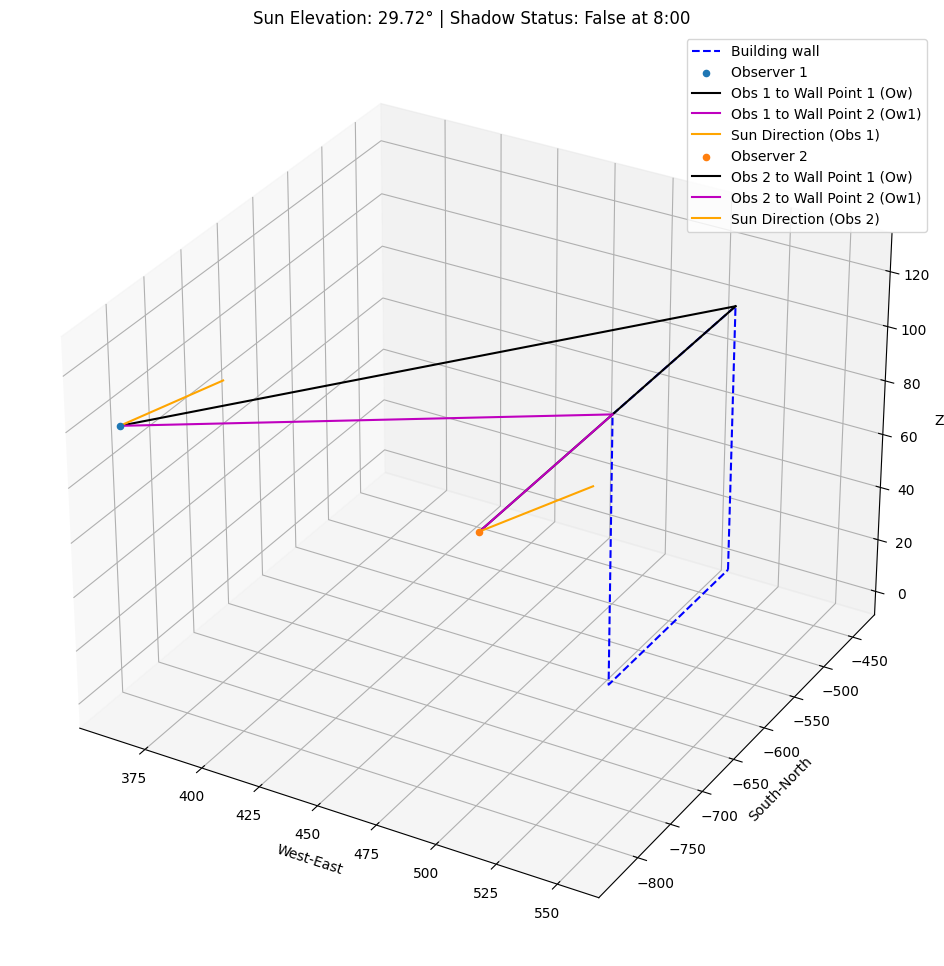 Sun Elevation: 29.72° | Shadow Status: False at 8:00
Building wall
Observer 1
Obs 1 to Wall Point 1 (Ow)
Obs 1 to Wall Point 2 (Ow1)
Sun Direction (Obs 1)
Observer 2
Obs 2 to Wall Point 1 (Ow)
Obs 2 to Wall Point 2 (Ow1)
Sun Direction (Obs 2)
120
100
80
60
40
20
0
Z
−450
−500
−550
−600
−650
−700
−750
−800
South-North
375
400
425
450
475
500
525
550
West-East